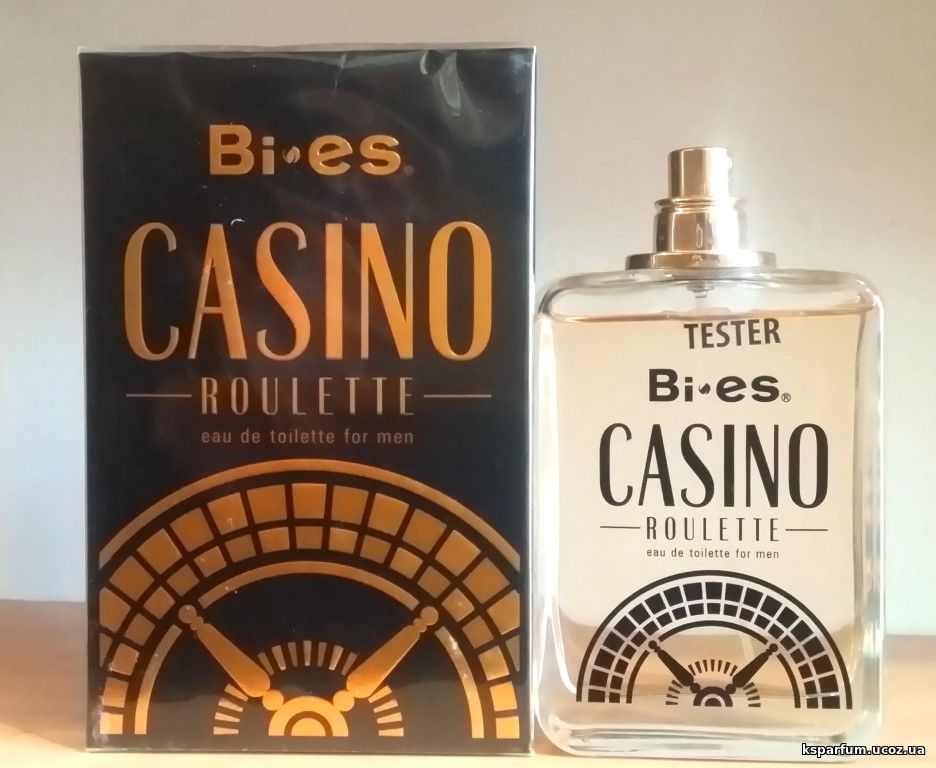 Bi-es®
CASINO
ROULETTE
eau de toilette for men
TESTER
Bi-es®
CASINO
ROULETTE
eau de toilette for men
ksparfum.ucoz.ua